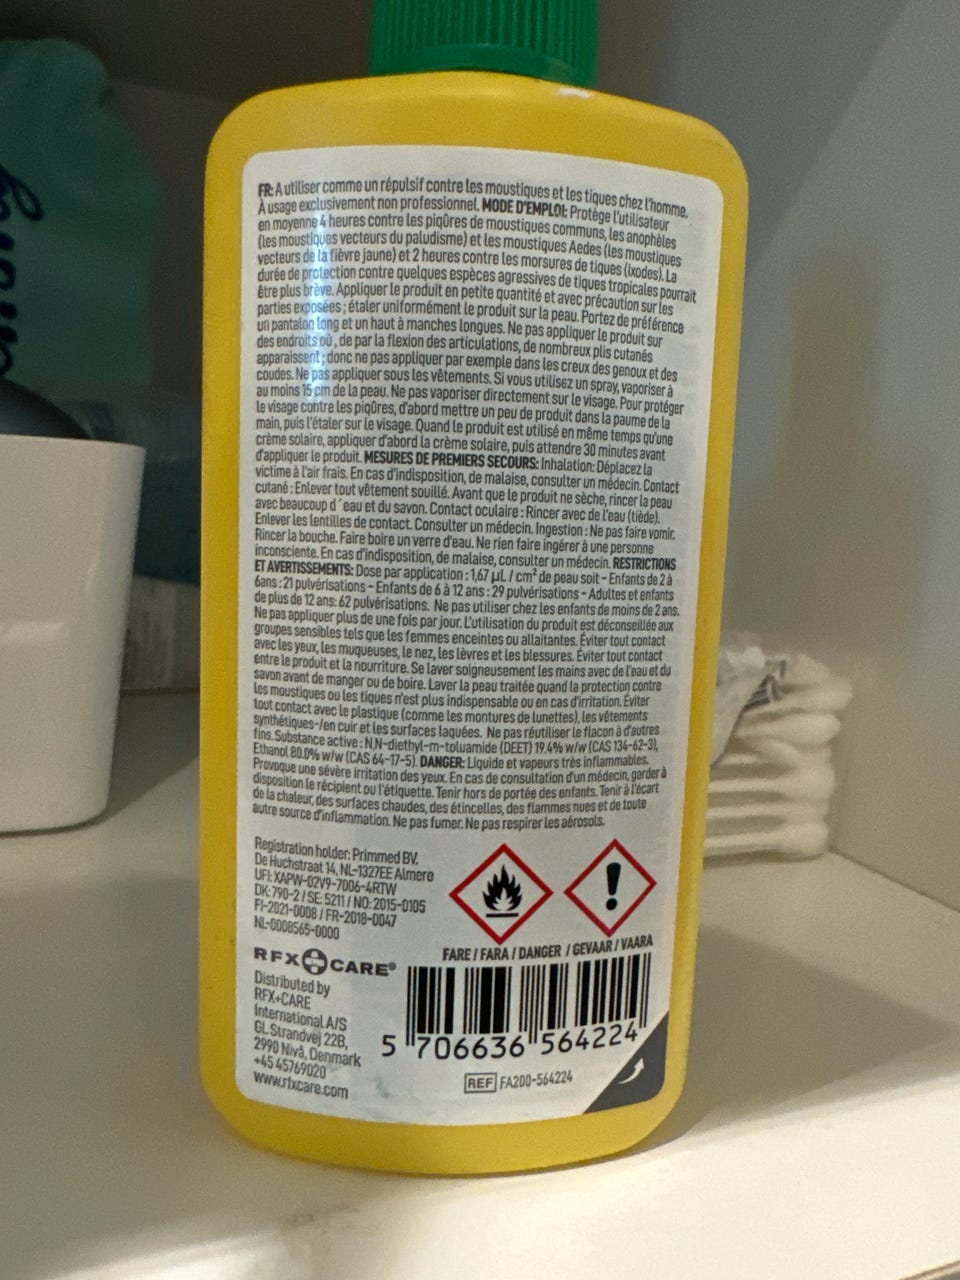 FR: A utiliser comme un répulsif contre les moustiques et les tiques chez l'homme.
À usage exclusivement non professionnel. MODE D'EMPLOI: Protège l'utilisateur
en moyenne 4 heures contre les piqûres de moustiques communs, les anophèles
(les moustiques vecteurs du paludisme) et les moustiques Aedes (les moustiques
vecteurs de la fièvre jaune) et 2 heures contre les morsures de tiques (Ixodes). La
durée de protection contre quelques espèces agressives de tiques tropicales pourrait
être plus brève. Appliquer le produit en petite quantité et avec précaution sur les
parties exposées ; étaler uniformément le produit sur la peau. Portez de préférence
un pantalon long et un haut à manches longues. Ne pas appliquer le produit sur
des endroits où , de par la flexion des articulations, de nombreux plis cutanés
apparaissent ; donc ne pas appliquer par exemple dans les creux des genoux et des
coudes. Ne pas appliquer sous les vêtements. Si vous utilisez un spray, vaporiser à
au moins 15 cm de la peau. Ne pas vaporiser directement sur le visage. Pour protéger
le visage contre les piqûres, d'abord mettre un peu de produit dans la paume de la
main, puis l'étaler sur le visage. Quand le produit est utilisé en même temps qu'une
crème solaire, appliquer d'abord la crème solaire, puis attendre 30 minutes avant
d'appliquer le produit. MESURES DE PREMIERS SECOURS: Inhalation: Déplacez la
victime à l'air frais. En cas d'indisposition, de malaise, consulter un médecin. Contact
cutané : Enlever tout vêtement souillé. Avant que le produit ne sèche, rincer la peau
avec beaucoup d´eau et du savon. Contact oculaire : Rincer avec de l'eau (tiède).
Enlever les lentilles de contact. Consulter un médecin. Ingestion : Ne pas faire vomir.
Rincer la bouche. Faire boire un verre d'eau. Ne rien faire ingérer à une personne
inconsciente. En cas d'indisposition, de malaise, consulter un médecin. RESTRICTIONS
ET AVERTISSEMENTS: Dose par application : 1,67 µL / cm² de peau soit - Enfants de 2 à
6ans : 21 pulvérisations - Enfants de 6 à 12 ans : 29 pulvérisations - Adultes et enfants
de plus de 12 ans: 62 pulvérisations. Ne pas utiliser chez les enfants de moins de 2 ans.
Ne pas appliquer plus de une fois par jour. L'utilisation du produit est déconseillée aux
groupes sensibles tels que les femmes enceintes ou allaitantes. Éviter tout contact
avec les yeux, les muqueuses, le nez, les lèvres et les blessures. Éviter tout contact
entre le produit et la nourriture. Se laver soigneusement les mains avec de l'eau et du
savon avant de manger ou de boire. Laver la peau traitée quand la protection contre
les moustiques ou les tiques n'est plus indispensable ou en cas d'irritation. Éviter
tout contact avec le plastique (comme les montures de lunettes), les vêtements
synthétiques-/en cuir et les surfaces laquées. Ne pas réutiliser le flacon à d'autres
fins. Substance active : N,N-diethyl-m-toluamide (DEET) 19.4% w/w (CAS 134-62-3),
Ethanol 80.0% w/w (CAS 64-17-5). DANGER: Liquide et vapeurs très inflammables.
Provoque une sévère irritation des yeux. En cas de consultation d'un médecin, garder à
disposition le récipient ou l'étiquette. Tenir hors de portée des enfants. Tenir à l'écart
de la chaleur, des surfaces chaudes, des étincelles, des flammes nues et de toute
autre source d'inflammation. Ne pas fumer. Ne pas respirer les aérosols.
Registration holder: Primmed BV,
De Huchstraat 14, NL-1327EE Almere
UFI: XAPW-02V9-7006-4RTW
DK: 790-2 / SE: 5211 / NO: 2015-0105
FI-2021-0008 / FR-2018-0047
NL-0008565-0000
FARE / FARA / DANGER / GEVAAR / VAARA
RFX CARE®
Distributed by
RFX+CARE
International A/S
Gl. Strandvej 22B,
2990 Nivå, Denmark
+45 45769020
www.rfxcare.com
5 706636 564224
REF FA200-564224